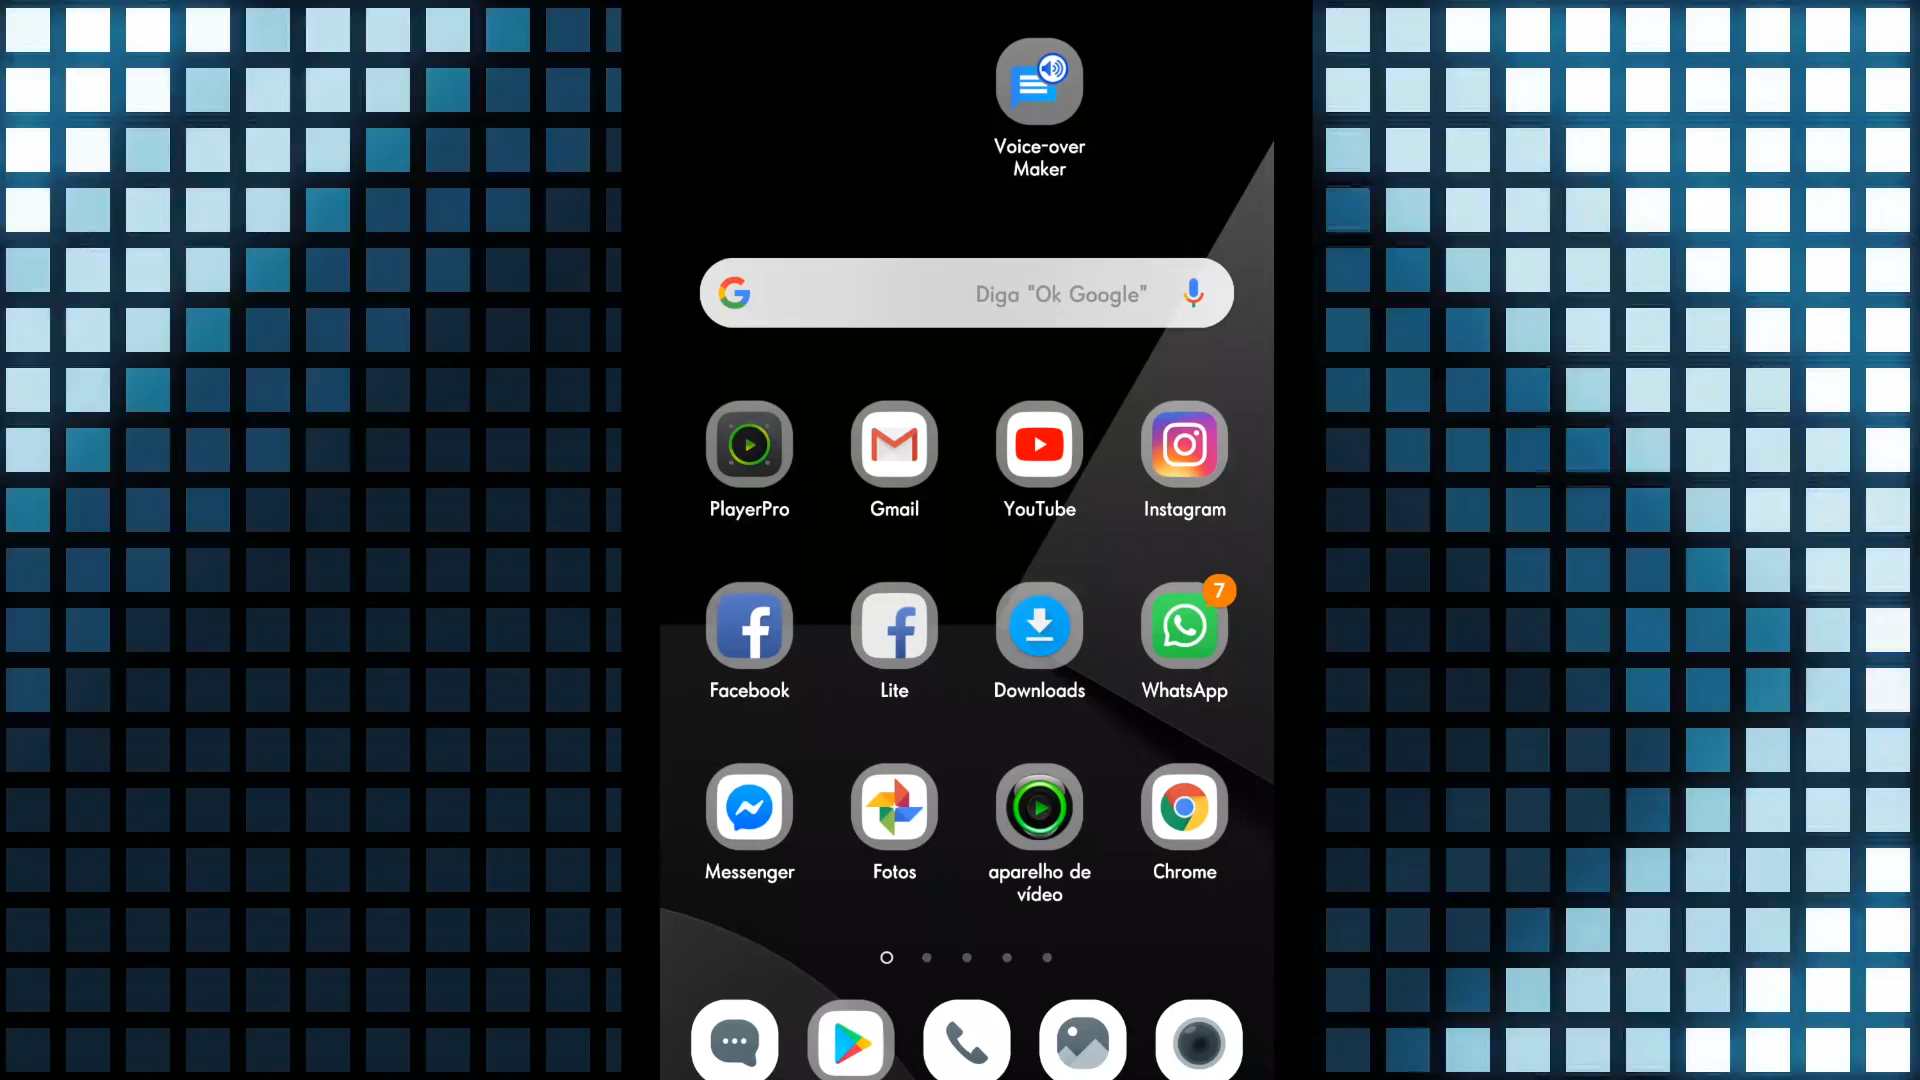 Voice-over
Maker
Diga "Ok Google"
PlayerPro
Gmail
YouTube
Instagram
7
Facebook
Lite
Downloads
WhatsApp
Messenger
Fotos
aparelho de
vídeo
Chrome